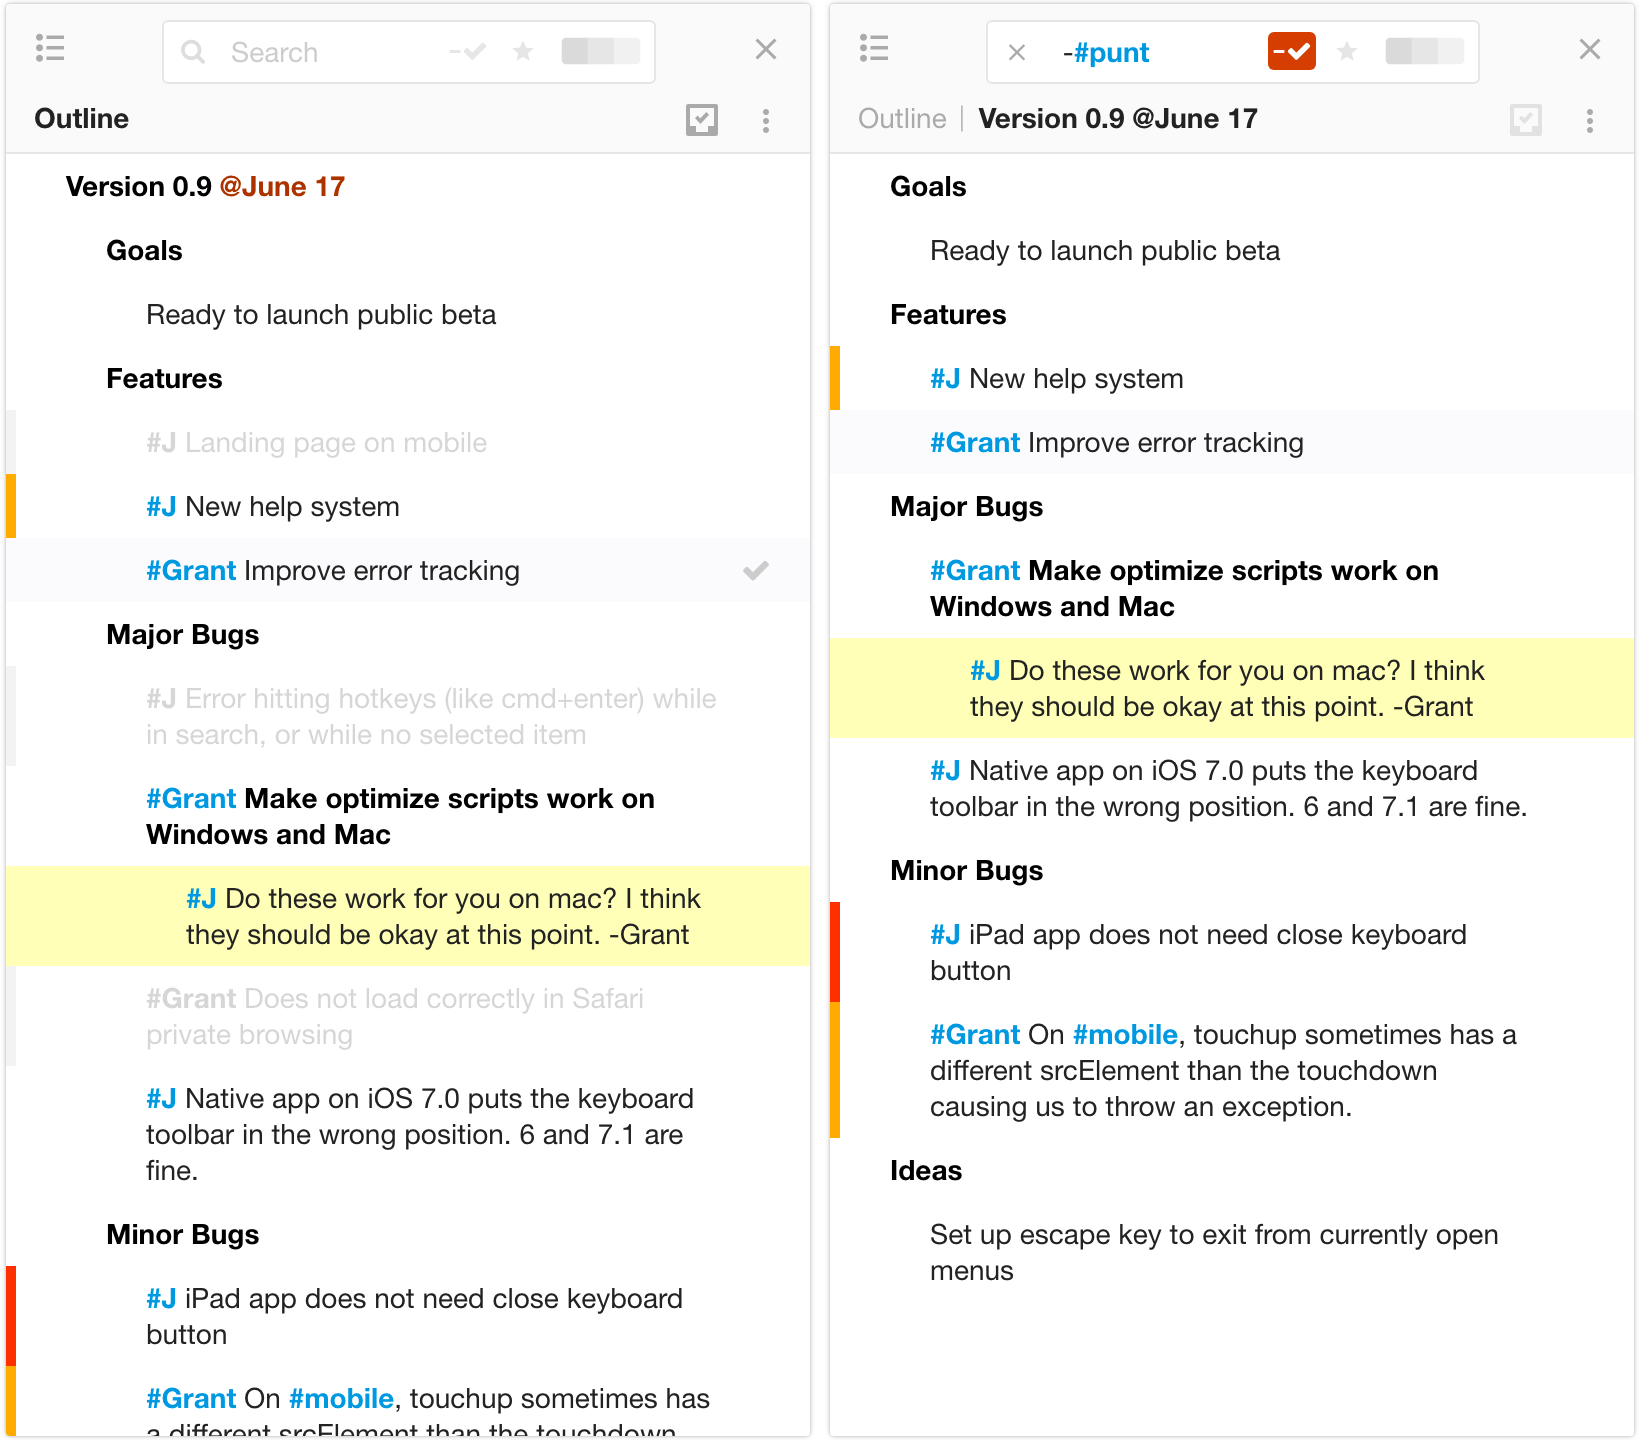 Search
Outline
Version 0.9 @June 17
Goals
Ready to launch public beta
Features
#J Landing page on mobile
#J New help system
#Grant Improve error tracking
Major Bugs
#J Error hitting hotkeys (like cmd+enter) while
in search, or while no selected item
#Grant Make optimize scripts work on
Windows and Mac
#J Do these work for you on mac? I think
they should be okay at this point. -Grant
#Grant Does not load correctly in Safari
private browsing
#J Native app on iOS 7.0 puts the keyboard
toolbar in the wrong position. 6 and 7.1 are
fine.
Minor Bugs
#J iPad app does not need close keyboard
button
#Grant On #mobile, touchup sometimes has
a different srcElement than the touchdown
-#punt
Outline | Version 0.9 @June 17
Goals
Ready to launch public beta
Features
#J New help system
#Grant Improve error tracking
Major Bugs
#Grant Make optimize scripts work on
Windows and Mac
#J Do these work for you on mac? I think
they should be okay at this point. -Grant
#J Native app on iOS 7.0 puts the keyboard
toolbar in the wrong position. 6 and 7.1 are fine.
Minor Bugs
#J iPad app does not need close keyboard
button
#Grant On #mobile, touchup sometimes has a
different srcElement than the touchdown
causing us to throw an exception.
Ideas
Set up escape key to exit from currently open
menus